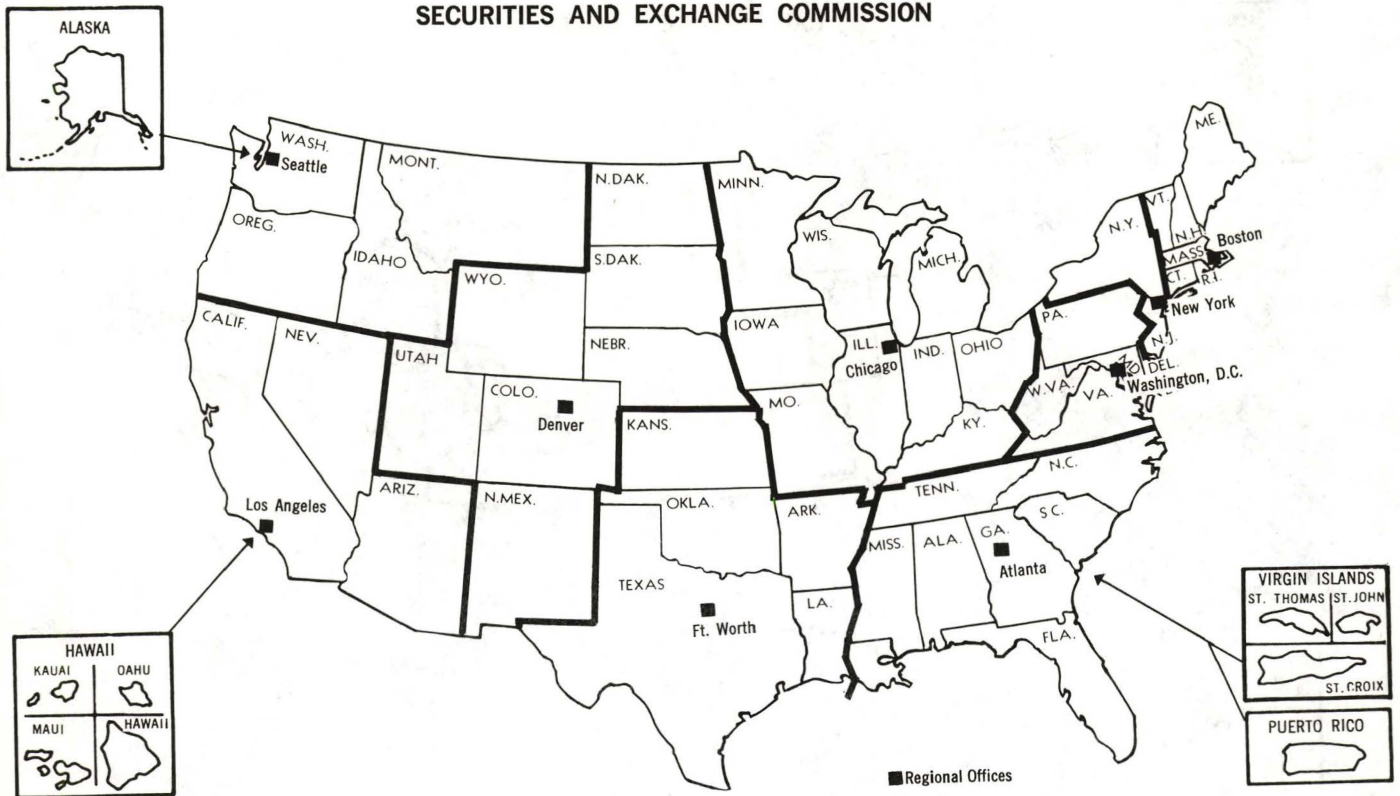 SECURITIES AND EXCHANGE COMMISSION
ALASKA
WASH.
Seattle
MONT.
N.DAK.
MINN.
ME.
OREG.
IDAHO
WYO.
S.DAK.
WIS.
MICH.
N.Y.
VT.
N.H.
MASS.
Boston
CT.
R.I.
New York
CALIF.
NEV.
UTAH
COLO.
Denver
NEBR.
IOWA
ILL.
Chicago
IND.
OHIO
PA.
N.J.
DEL.
Washington, D.C.
W.VA.
VA.
KANS.
MO.
KY.
Los Angeles
ARIZ.
N.MEX.
OKLA.
ARK.
TENN.
N.C.
S.C.
MISS.
ALA.
GA.
Atlanta
TEXAS
Ft. Worth
LA.
FLA.
HAWAII
KAUAI
OAHU
MAUI
HAWAII
VIRGIN ISLANDS
ST. THOMAS
ST. JOHN
ST. CROIX
PUERTO RICO
Regional Offices